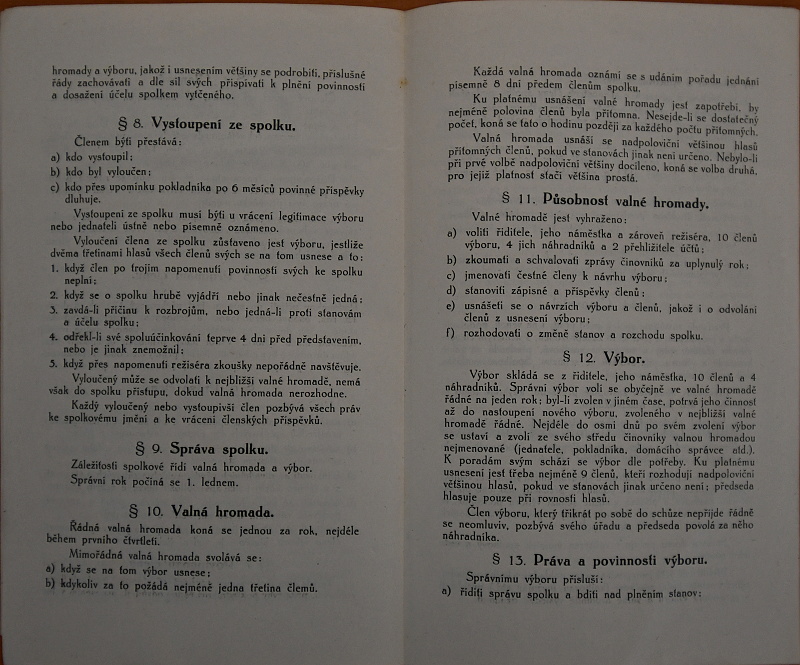 hromady a výboru, jakož i usnesením většiny se podrobiti, příslušné
řády zachovávati a dle sil svých přispívati k plnění povinností
a dosažení účelu spolkem vytčeného.
§ 8. Vystoupení ze spolku.
Členem býti přestává:
a) kdo vystoupil;
b) kdo byl vyloučen;
c) kdo přes upomínku pokladníka po 6 měsíců povinné příspěvky
dluhuje.
Vystoupení ze spolku musí býti u vrácení legitimace výboru
nebo jednateli ústně nebo písemně oznámeno.
Vyloučení člena ze spolku zůstaveno jest výboru, jestliže
dvěma třetinami hlasů všech členů svých se na tom usnese a to:
1. když člen po trojím napomenutí povinností svých ke spolku
neplní;
2. když se o spolku hrubě vyjádří nebo jinak nečestně jedná;
3. zavdá-li příčinu k rozbrojům, nebo jedná-li proti stanovám
a účelu spolku;
4. odřekl-li své spoluúčinkování teprve 4 dni před představením,
nebo je jinak znemožnil;
5. když přes napomenutí režiséra zkoušky nepořádně navštěvuje.
Vyloučený může se odvolati k nejbližší valné hromadě, nemá
však do spolku přístupu, dokud valná hromada nerozhodne.
Každý vyloučený nebo vystoupivší člen pozbývá všech práv
ke spolkovému jmění a ke vrácení členských příspěvků.
§ 9. Správa spolku.
Záležitosti spolkové řídí valná hromada a výbor.
Správní rok počíná se 1. lednem.
§ 10. Valná hromada.
Řádná valná hromada koná se jednou za rok, nejdéle
během prvního čtvrtletí.
Mimořádná valná hromada svolává se:
a) když se na tom výbor usnese;
b) kdykoliv za to požádá nejméně jedna třetina člemů.
Každá valná hromada oznámí se s udáním pořadu jednání
písemně 8 dní předem členům spolku.
Ku platnému usnášení valné hromady jest zapotřebí, by
nejméně polovina členů byla přítomna. Nesejde-li se dostatečný
počet, koná se tato o hodinu později za každého počtu přítomných.
Valná hromada usnáší se nadpoloviční většinou hlasů
přítomných členů, pokud ve stanovách jinak není určeno. Nebylo-li
při prvé volbě nadpoloviční většiny docíleno, koná se volba druhá,
pro jejíž platnost stačí většina prostá.
§ 11. Působnost valné hromady.
Valné hromadě jest vyhraženo:
a) voliti řiditele, jeho náměstka a zároveň režiséra, 10 členů
výboru, 4 jich náhradníků a 2 přehlížitele účtů;
b) zkoumati a schvalovati zprávy činovníků za uplynulý rok;
c) jmenovati čestné členy k návrhu výboru;
d) stanoviti zápisné a příspěvky členů;
e) usnášeti se o návrzích výboru a členů, jakož i o odvolání
členů z usnesení výboru;
f) rozhodovati o změně stanov a rozchodu spolku.
§ 12. Výbor.
Výbor skládá se z řiditele, jeho náměstka, 10 členů a 4
náhradníků. Správní výbor volí se obyčejně ve valné hromadě
řádné na jeden rok; byl-li zvolen v jiném čase, potrvá jeho činnost
až do nastoupení nového výboru, zvoleného v nejbližší valné
hromadě řádné. Nejdéle do osmi dnů po svém zvolení výbor
se ustaví a zvolí ze svého středu činovníky valnou hromadou
nejmenované (jednatele, pokladníka, domácího správce atd.).
K poradám svým schází se výbor dle potřeby. Ku platnému
usnesení jest třeba nejméně 9 členů, kteří rozhodují nadpoloviční
většinou hlasů, pokud ve stanovách jinak určeno není; předseda
hlasuje pouze při rovnosti hlasů.
Člen výboru, který třikrát po sobě do schůze nepřijde řádně
se neomluviv, pozbývá svého úřadu a předseda povolá za něho
náhradníka.
§ 13. Práva a povinnosti výboru.
Správnímu výboru přísluší:
a) říditi správu spolku a bdíti nad plněním stanov;